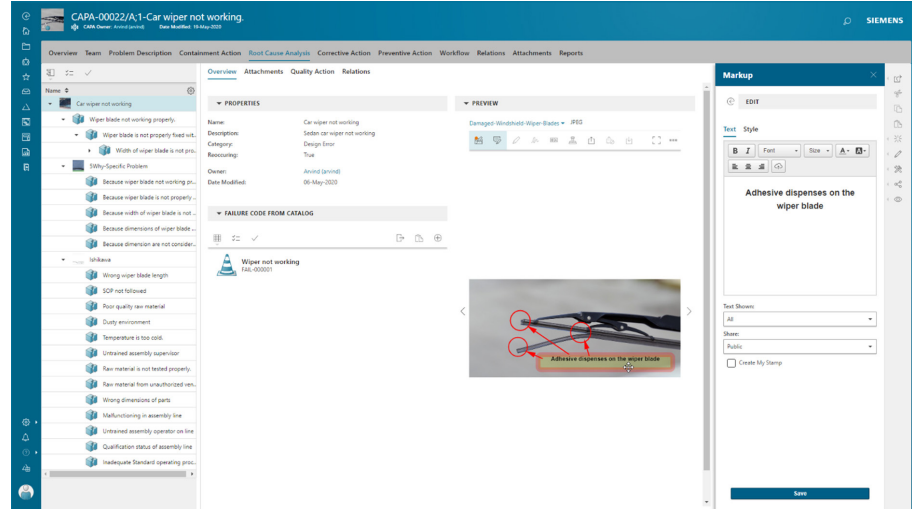 CAPA-00022/A;1-Car wiper not working.
CAPA Owner: Arvind (arvind) Date Modified: 19-May-2020
SIEMENS
Overview Team Problem Description Containment Action Root Cause Analysis Corrective Action Preventive Action Workflow Relations Attachments Reports
Name
Car wiper not working
Wiper blade not working properly.
Wiper blade is not properly fixed wit...
Width of wiper blade is not pro...
5Why-Specific Problem
Because wiper blade not working pr...
Because wiper blade is not properly ...
Because width of wiper blade is not ...
Because dimensions of wiper blade ...
Because dimension are not consider...
Ishikawa
Wrong wiper blade length
SOP not followed
Poor quality raw material
Dusty environment
Temperature is too cold.
Untrained assembly supervisor
Raw material is not tested properly.
Raw material from unauthorized ven...
Wrong dimensions of parts
Malfunctioning in assembly line
Untrained assembly operator on line
Qualification status of assembly line
Inadequate Standard operating proc...
Overview Attachments Quality Action Relations
PROPERTIES
Name: Car wiper not working
Description: Sedan car wiper not working
Category: Design Error
Reoccuring: True
Owner: Arvind (arvind)
Date Modified: 06-May-2020
FAILURE CODE FROM CATALOG
Wiper not working
FAIL-000001
PREVIEW
Damaged-Windshield-Wiper-Blades JPEG
Adhesive dispenses on the wiper blade
Markup
EDIT
Text Style
B I Font Size A A
Adhesive dispenses on the
wiper blade
Text Shown:
All
Share:
Public
Create My Stamp
Save